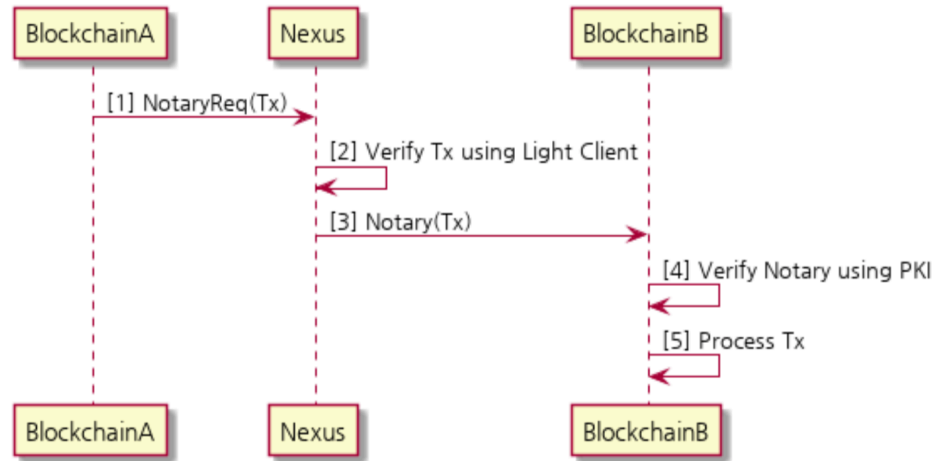 BlockchainA
Nexus
BlockchainB
[1] NotaryReq(Tx)
[2] Verify Tx using Light Client
[3] Notary(Tx)
[4] Verify Notary using PKI
[5] Process Tx
BlockchainA
Nexus
BlockchainB